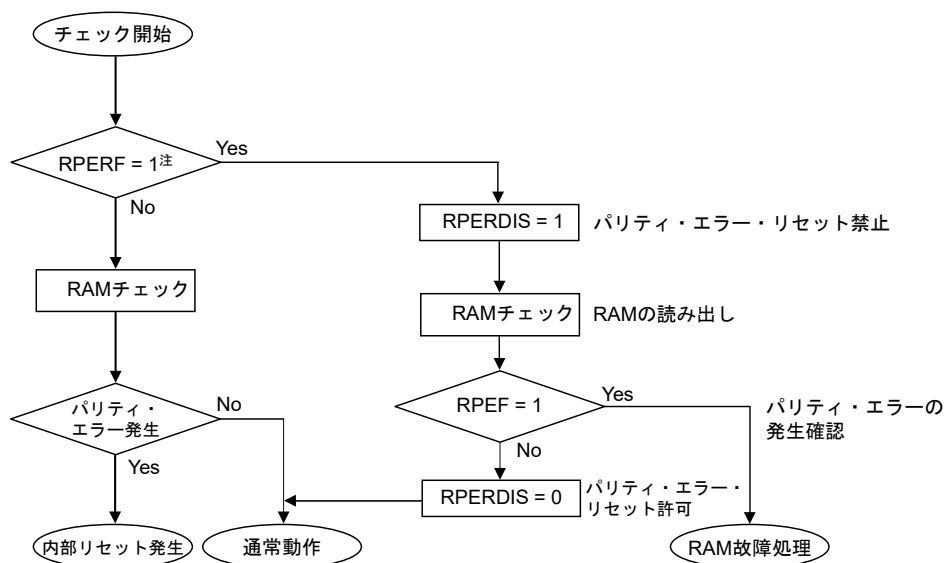 チェック開始
RPERF = 1注
Yes
No
RPERDIS = 1
パリティ・エラー・リセット禁止
RAMチェック
RAMチェック
RAMの読み出し
パリティ・
エラー発生
No
Yes
RPEF = 1
Yes
No
パリティ・エラーの
発生確認
RPERDIS = 0
パリティ・エラー・
リセット許可
内部リセット発生
通常動作
RAM故障処理